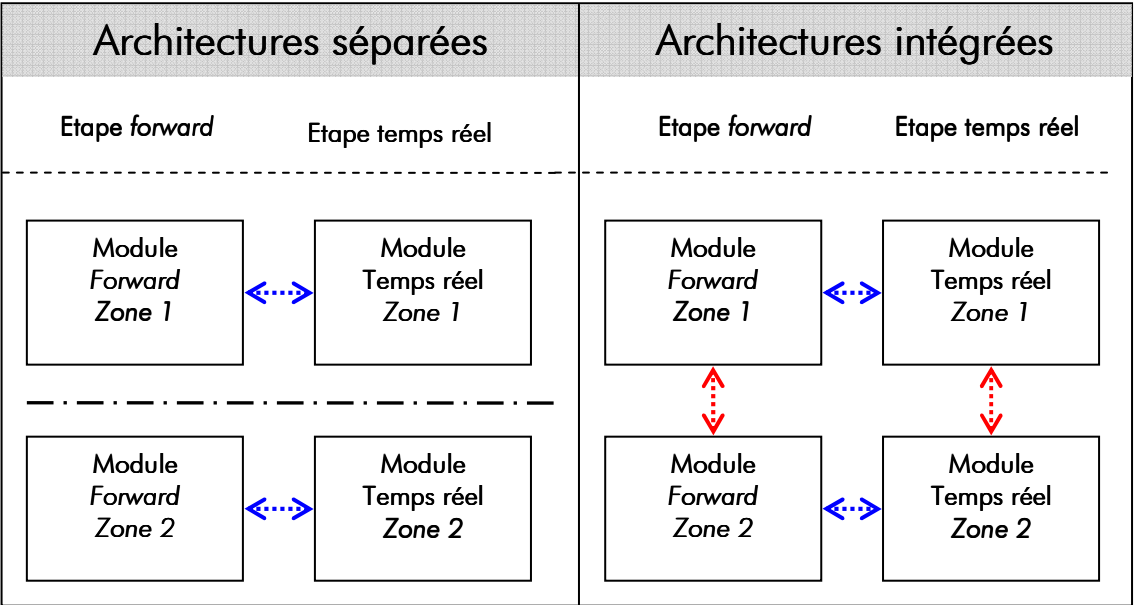 Architectures séparées
Architectures intégrées
Etape forward
Etape temps réel
Etape forward
Etape temps réel
Module
Forward
Zone 1
Module
Temps réel
Zone 1
Module
Forward
Zone 1
Module
Temps réel
Zone 1
Module
Forward
Zone 2
Module
Temps réel
Zone 2
Module
Forward
Zone 2
Module
Temps réel
Zone 2